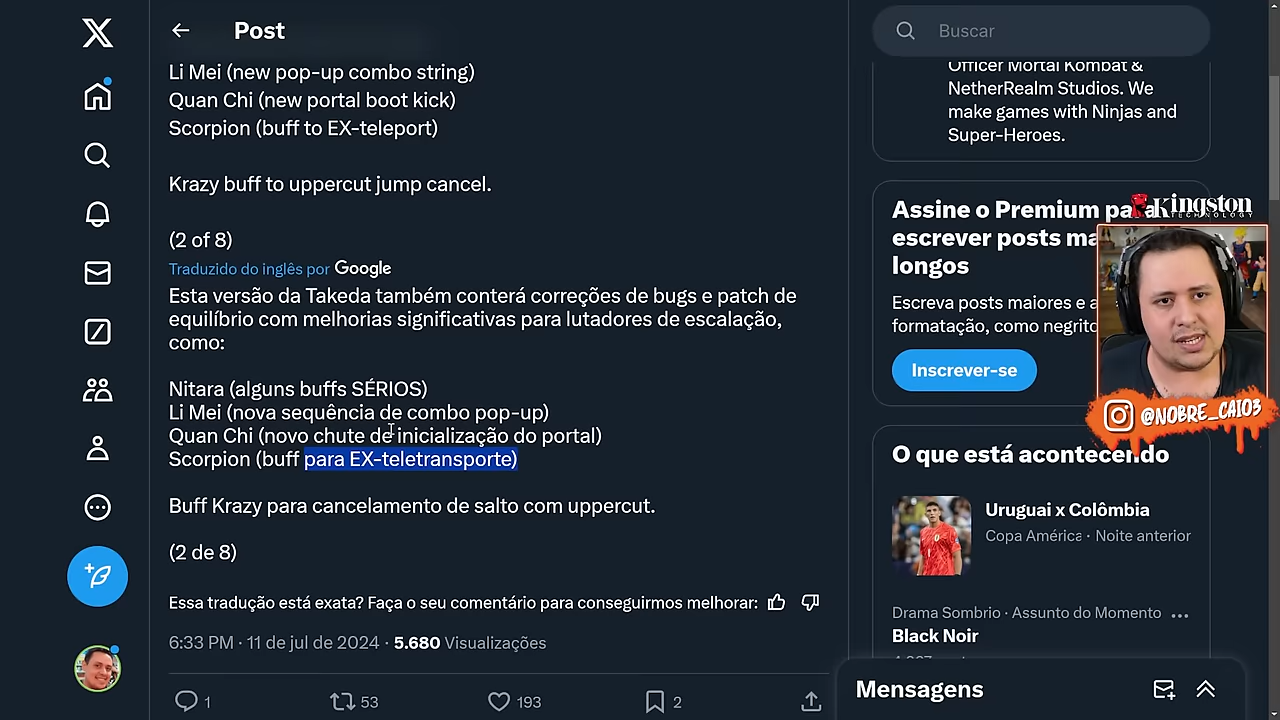 Post
Li Mei (new pop-up combo string)
Quan Chi (new portal boot kick)
Scorpion (buff to EX-teleport)
Krazy buff to uppercut jump cancel.
(2 of 8)
Traduzido do inglês por Google
Esta versão da Takeda também conterá correções de bugs e patch de
equilíbrio com melhorias significativas para lutadores de escalação,
como:
Nitara (alguns buffs SÉRIOS)
Li Mei (nova sequência de combo pop-up)
Quan Chi (novo chute de inicialização do portal)
Scorpion (buff para EX-teletransporte)
Buff Krazy para cancelamento de salto com uppercut.
(2 de 8)
Essa tradução está exata? Faça o seu comentário para conseguirmos melhorar:
6:33 PM · 11 de jul de 2024 · 5.680 Visualizações
1
53
193
2
Buscar
Officer Mortal Kombat &
NetherRealm Studios. We
make games with Ninjas and
Super-Heroes.
Assine o Premium para
escrever posts
longos
Escreva posts maiores e
formatação, como negrito
Inscrever-se
Kingston
TECHNOLOGY
@NOBRE_CAIO3
O que está acontecendo
Uruguai x Colômbia
Copa América · Noite anterior
Drama Sombrio · Assunto do Momento
Black Noir
Mensagens